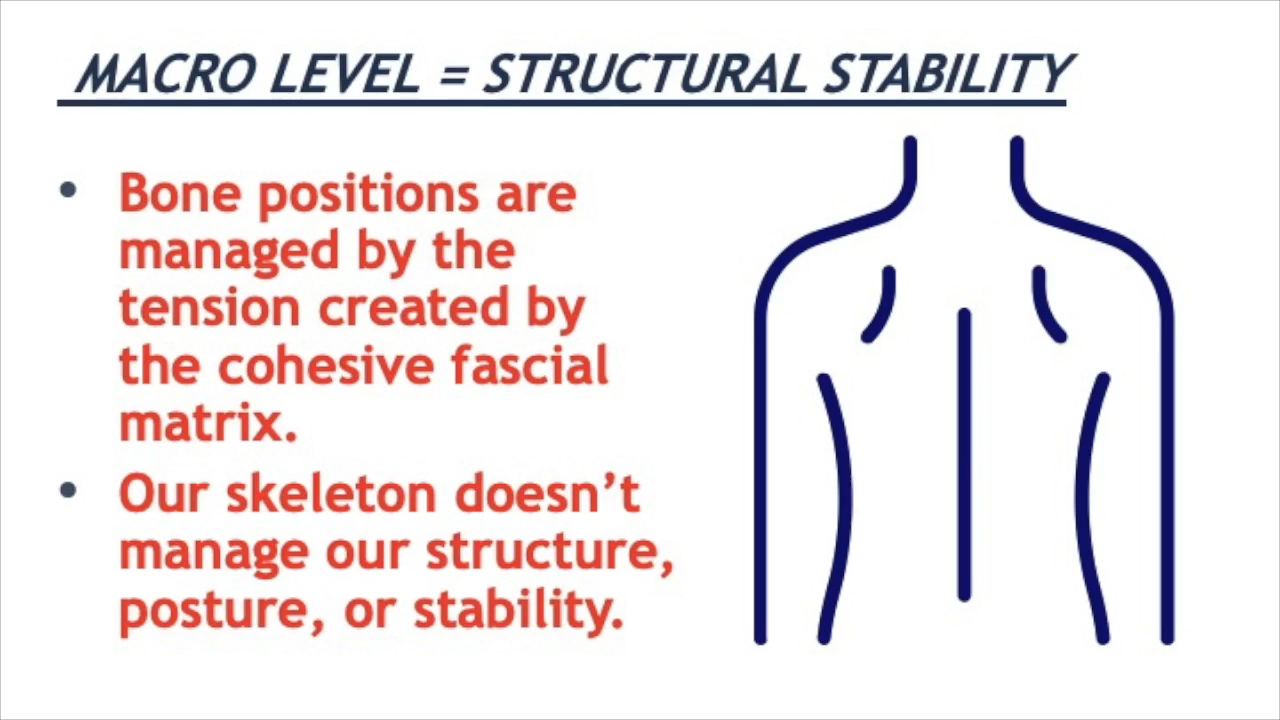 MACRO LEVEL = STRUCTURAL STABILITY
• Bone positions are
managed by the
tension created by
the cohesive fascial
matrix.
• Our skeleton doesn’t
manage our structure,
posture, or stability.